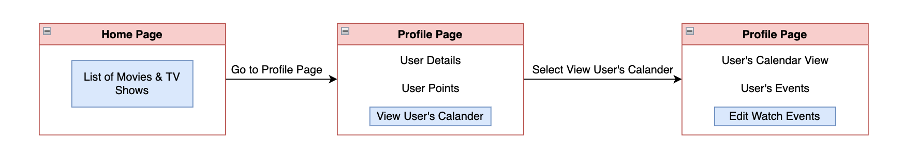 Home Page
List of Movies & TV
Shows
Go to Profile Page
Profile Page
User Details
User Points
View User's Calander
Select View User's Calander
Profile Page
User's Calendar View
User's Events
Edit Watch Events